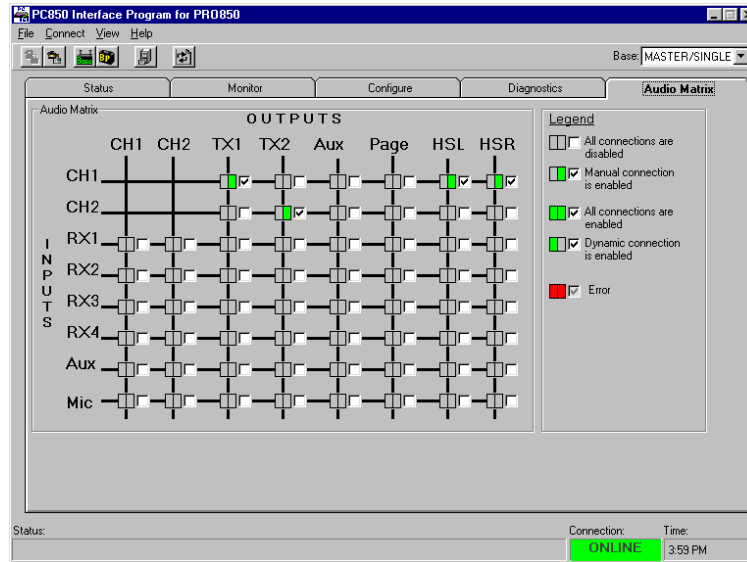 PC850 Interface Program for PRO850
File Connect View Help
Bp
Base: MASTER/SINGLE
Status Monitor Configure Diagnostics Audio Matrix
Audio Matrix
OUTPUTS
CH1 CH2 TX1 TX2 Aux Page HSL HSR
INPUTS
CH1
CH2
RX1
RX2
RX3
RX4
Aux
Mic
Legend
All connections are
disabled
Manual connection
is enabled
All connections are
enabled
Dynamic connection
is enabled
Error
Status:
Connection:
ONLINE
Time:
3:59 PM